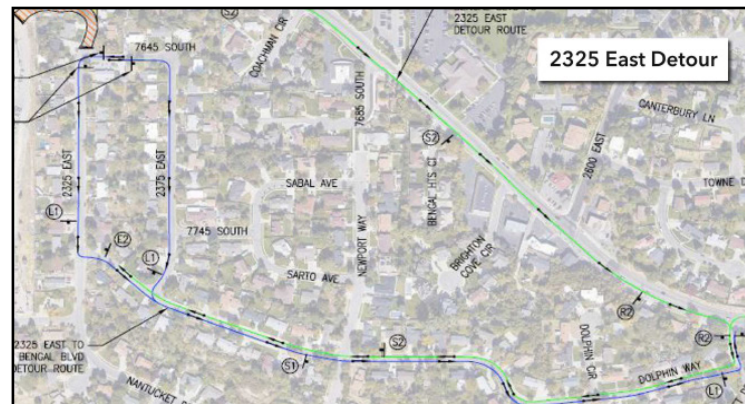 2325 EAST
DETOUR ROUTE
2325 East Detour
7645 SOUTH
COACHMAN CIR
S2
7685 SOUTH
CANTERBURY LN
S2
BENGAL HTS CT
2600 EAST
2325 EAST
2375 EAST
SABAL AVE
TOWNE
L1
NEWPORT WAY
7745 SOUTH
E2
L1
SARTO AVE
BRIGHTON
COVE CIR
R2
2325 EAST TO
BENGAL BLVD
DETOUR ROUTE
S1
S2
R2
DOLPHIN CIR
DOLPHIN WAY
L1
NANTUCKET